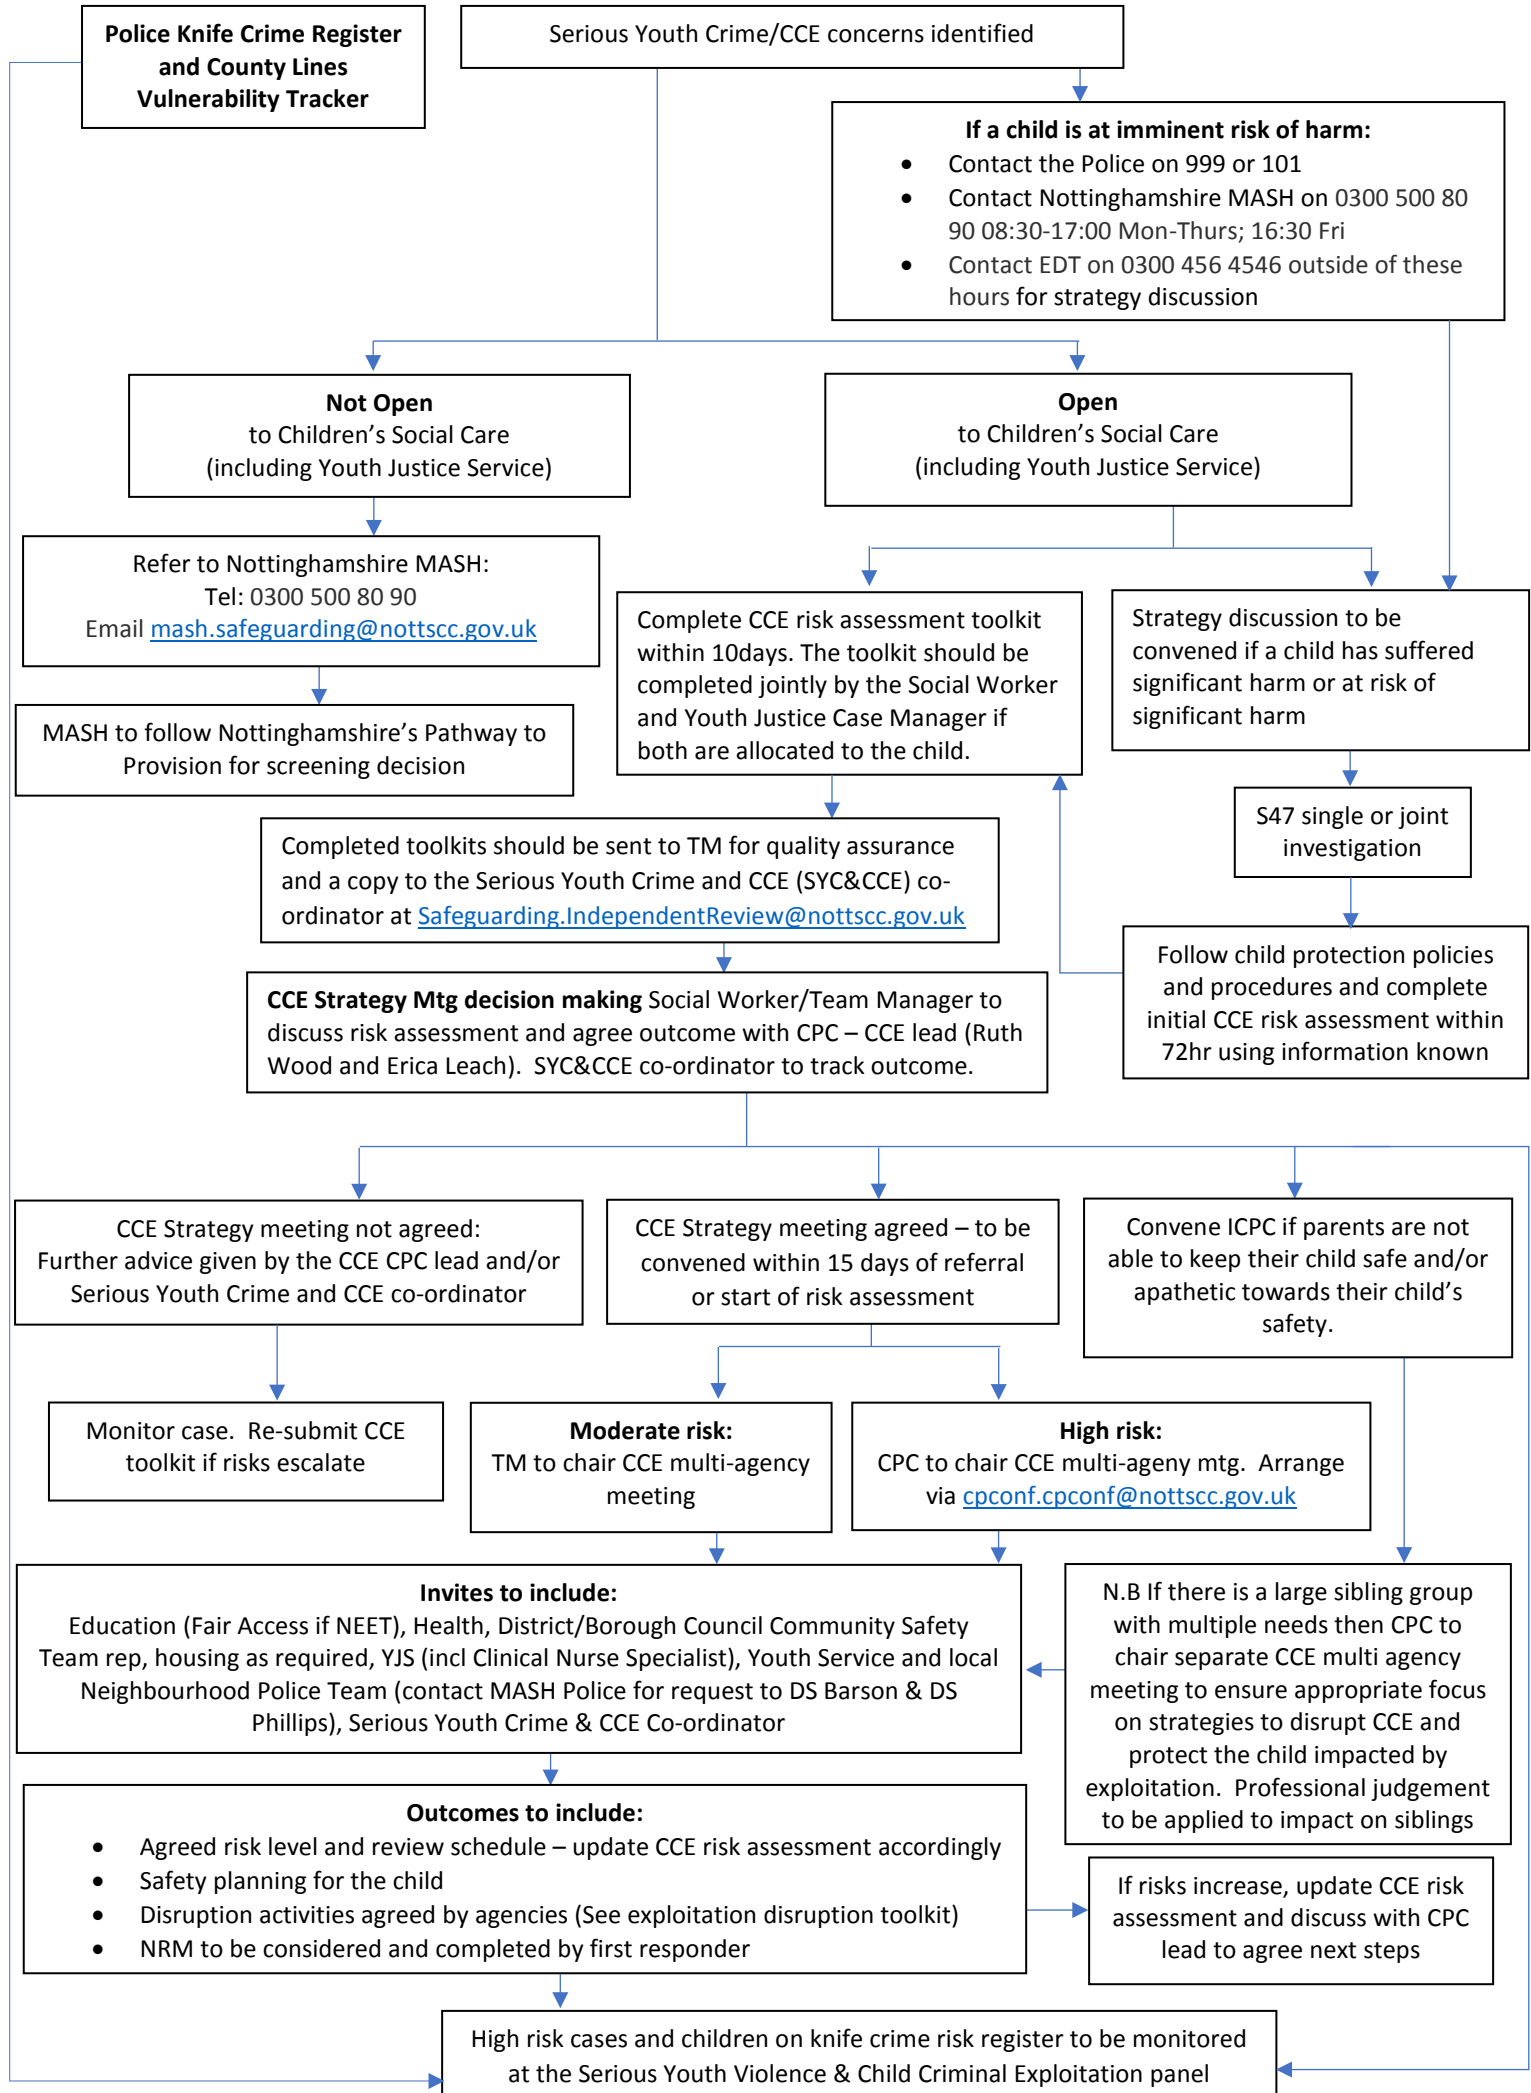 Police Knife Crime Register
and County Lines
Vulnerability Tracker
Serious Youth Crime/CCE concerns identified
If a child is at imminent risk of harm:
• Contact the Police on 999 or 101
• Contact Nottinghamshire MASH on 0300 500 80
90 08:30-17:00 Mon-Thurs; 16:30 Fri
• Contact EDT on 0300 456 4546 outside of these
hours for strategy discussion
Not Open
to Children’s Social Care
(including Youth Justice Service)
Open
to Children’s Social Care
(including Youth Justice Service)
Refer to Nottinghamshire MASH:
Tel: 0300 500 80 90
Email mash.safeguarding@nottscc.gov.uk
MASH to follow Nottinghamshire’s Pathway to
Provision for screening decision
Complete CCE risk assessment toolkit
within 10days. The toolkit should be
completed jointly by the Social Worker
and Youth Justice Case Manager if
both are allocated to the child.
Strategy discussion to be
convened if a child has suffered
significant harm or at risk of
significant harm
S47 single or joint
investigation
Completed toolkits should be sent to TM for quality assurance
and a copy to the Serious Youth Crime and CCE (SYC&CCE) co-
ordinator at Safeguarding.IndependentReview@nottscc.gov.uk
Follow child protection policies
and procedures and complete
initial CCE risk assessment within
72hr using information known
CCE Strategy Mtg decision making Social Worker/Team Manager to
discuss risk assessment and agree outcome with CPC – CCE lead (Ruth
Wood and Erica Leach). SYC&CCE co-ordinator to track outcome.
CCE Strategy meeting not agreed:
Further advice given by the CCE CPC lead and/or
Serious Youth Crime and CCE co-ordinator
CCE Strategy meeting agreed – to be
convened within 15 days of referral
or start of risk assessment
Convene ICPC if parents are not
able to keep their child safe and/or
apathetic towards their child’s
safety.
Monitor case. Re-submit CCE
toolkit if risks escalate
Moderate risk:
TM to chair CCE multi-agency
meeting
High risk:
CPC to chair CCE multi-ageny mtg. Arrange
via cpconf.cpconf@nottscc.gov.uk
Invites to include:
Education (Fair Access if NEET), Health, District/Borough Council Community Safety
Team rep, housing as required, YJS (incl Clinical Nurse Specialist), Youth Service and local
Neighbourhood Police Team (contact MASH Police for request to DS Barson & DS
Phillips), Serious Youth Crime & CCE Co-ordinator
N.B If there is a large sibling group
with multiple needs then CPC to
chair separate CCE multi agency
meeting to ensure appropriate focus
on strategies to disrupt CCE and
protect the child impacted by
exploitation. Professional judgement
to be applied to impact on siblings
Outcomes to include:
• Agreed risk level and review schedule – update CCE risk assessment accordingly
• Safety planning for the child
• Disruption activities agreed by agencies (See exploitation disruption toolkit)
• NRM to be considered and completed by first responder
If risks increase, update CCE risk
assessment and discuss with CPC
lead to agree next steps
High risk cases and children on knife crime risk register to be monitored
at the Serious Youth Violence & Child Criminal Exploitation panel